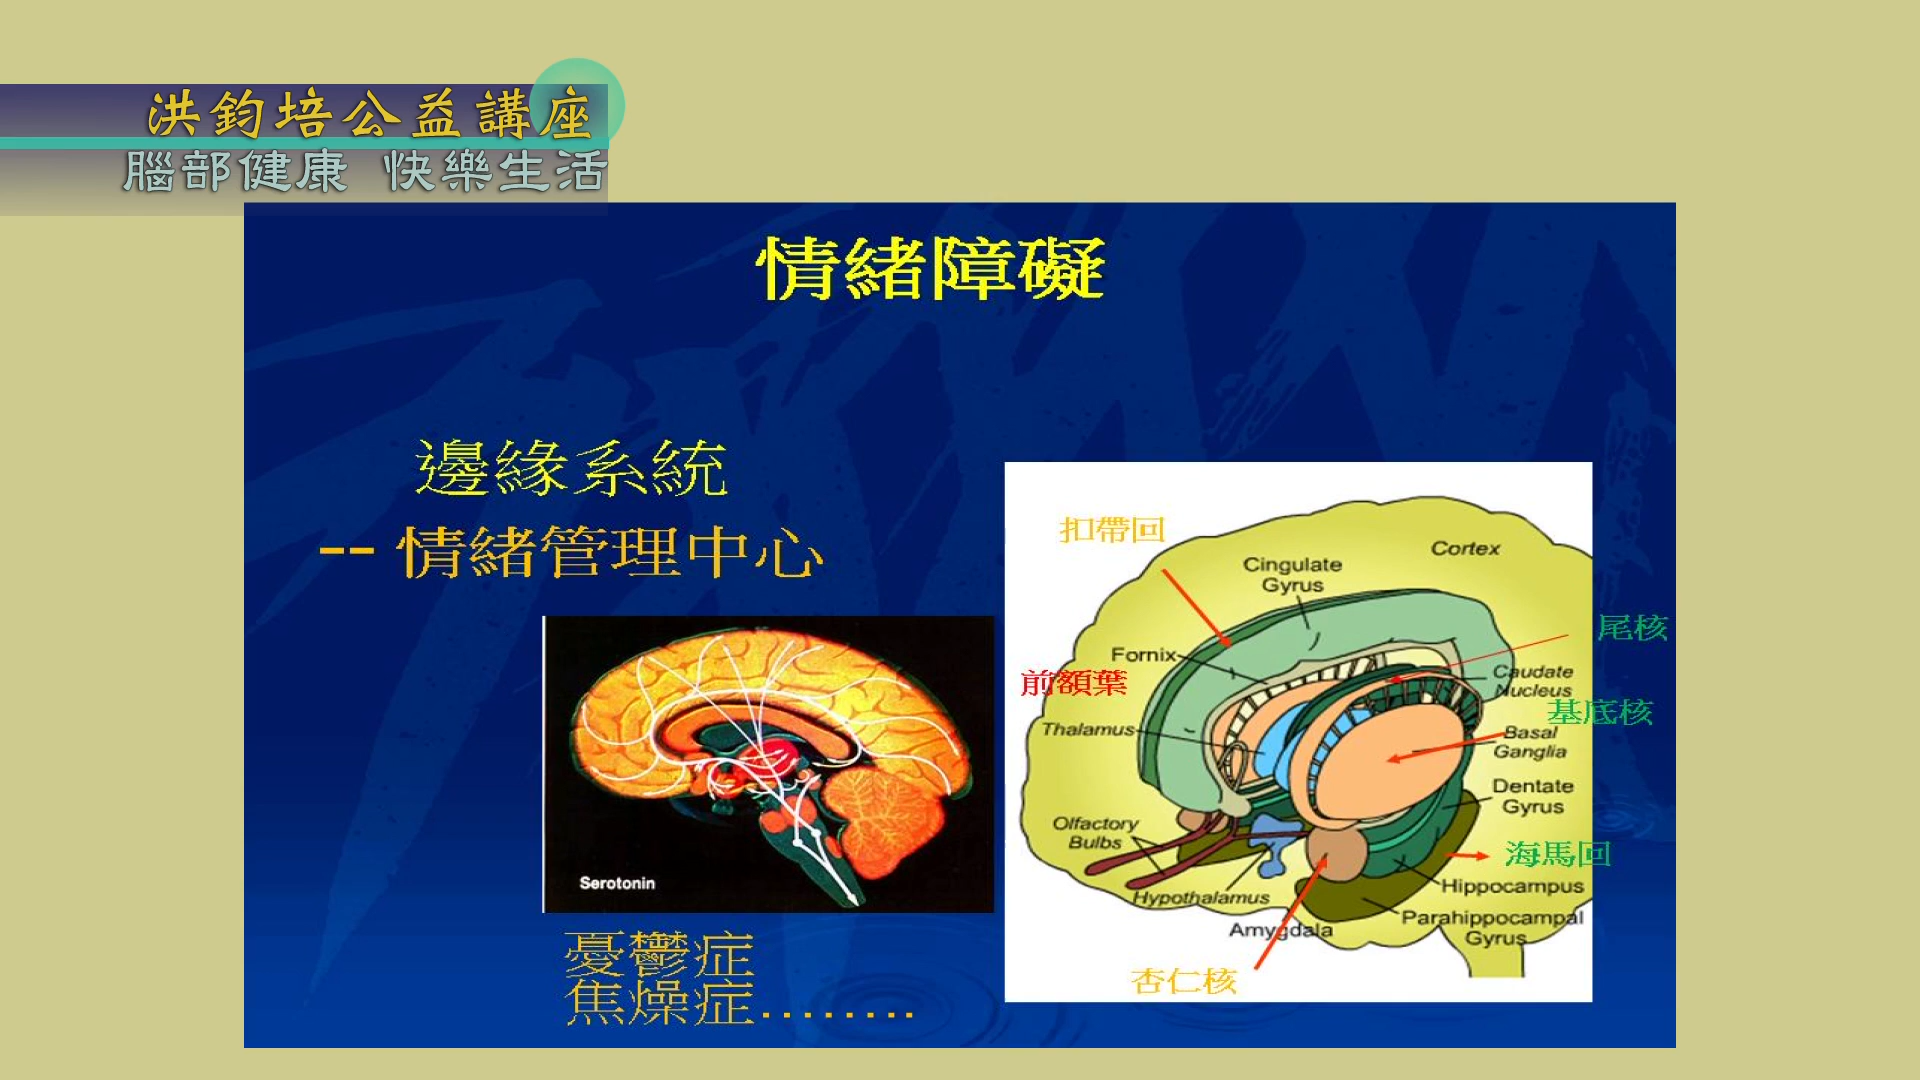 洪鈞培公益講座
腦部健康 快樂生活
情緒障礙
邊緣系統
-- 情緒管理中心
Serotonin
憂鬱症
焦燥症........
扣帶回
Cortex
Cingulate
Gyrus
尾核
Fornix
前額葉
Caudate
Nucleus
基底核
Thalamus
Basal
Ganglia
Dentate
Gyrus
Olfactory
Bulbs
海馬回
Hippocampus
Hypothalamus
Parahippocampal
Gyrus
Amygdala
杏仁核